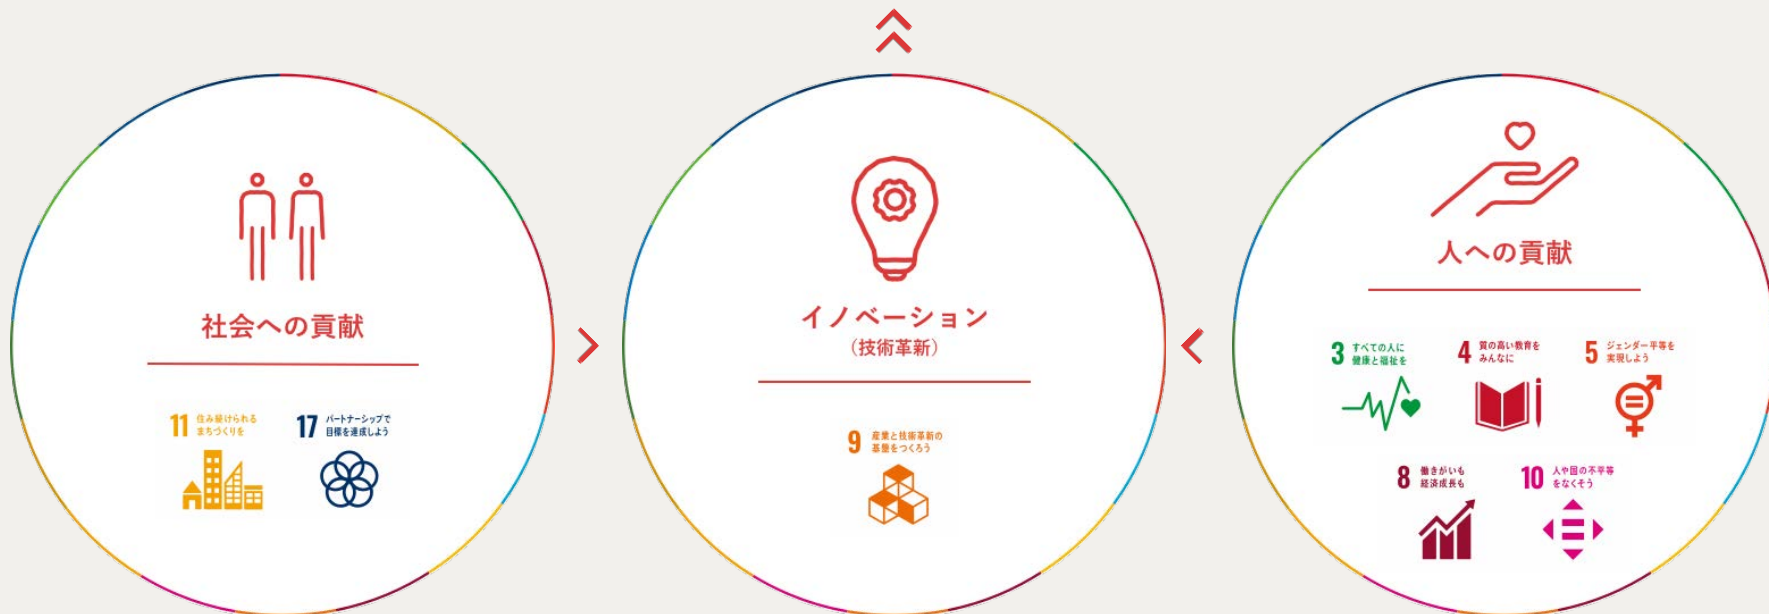 社会への貢献
11 住み続けられる
まちづくりを
17 パートナーシップで
目標を達成しよう
イノベーション
(技術革新)
9 産業と技術革新の
基盤をつくろう
人への貢献
3 すべての人に
健康と福祉を
4 質の高い教育を
みんなに
5 ジェンダー平等を
実現しよう
8 働きがいも
経済成長も
10 人や国の不平等
をなくそう